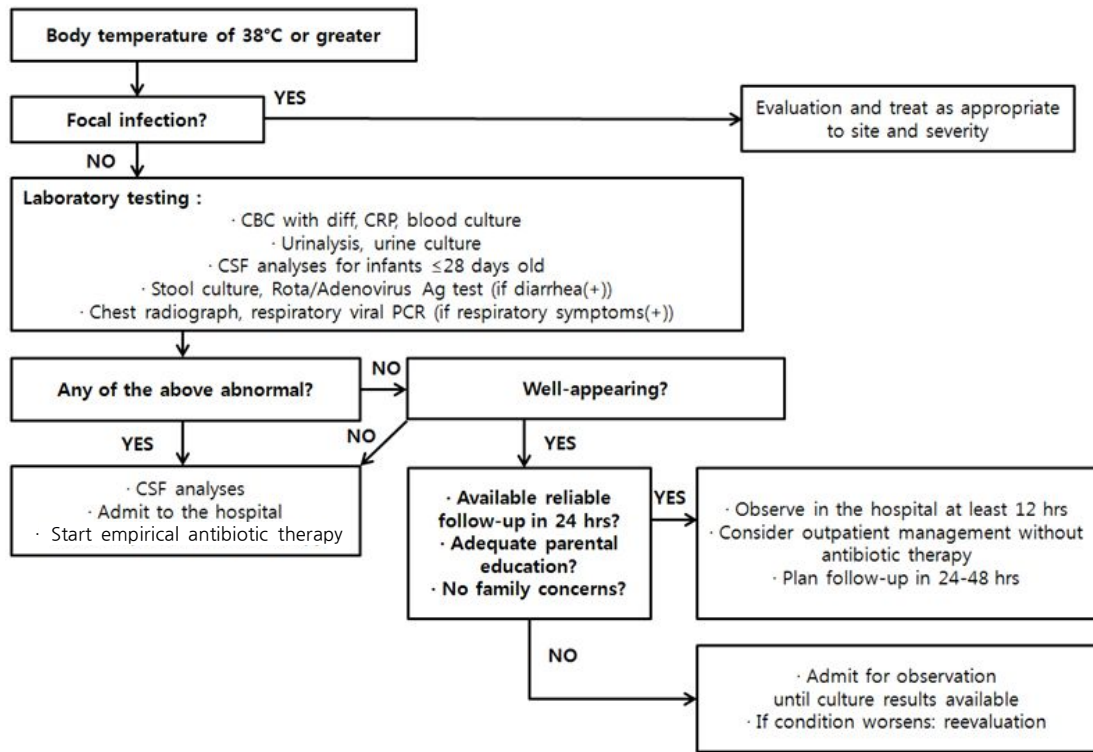 Body temperature of 38°C or greater
YES
Focal infection?
Evaluation and treat as appropriate
to site and severity
NO
Laboratory testing :
· CBC with diff, CRP, blood culture
· Urinalysis, urine culture
· CSF analyses for infants ≤28 days old
· Stool culture, Rota/Adenovirus Ag test (if diarrhea(+))
· Chest radiograph, respiratory viral PCR (if respiratory symptoms(+))
Any of the above abnormal?
NO
Well-appearing?
YES
NO
YES
· CSF analyses
· Admit to the hospital
· Start empirical antibiotic therapy
· Available reliable
follow-up in 24 hrs?
· Adequate parental
education?
· No family concerns?
YES
· Observe in the hospital at least 12 hrs
· Consider outpatient management without
antibiotic therapy
· Plan follow-up in 24-48 hrs
NO
· Admit for observation
until culture results available
· If condition worsens: reevaluation